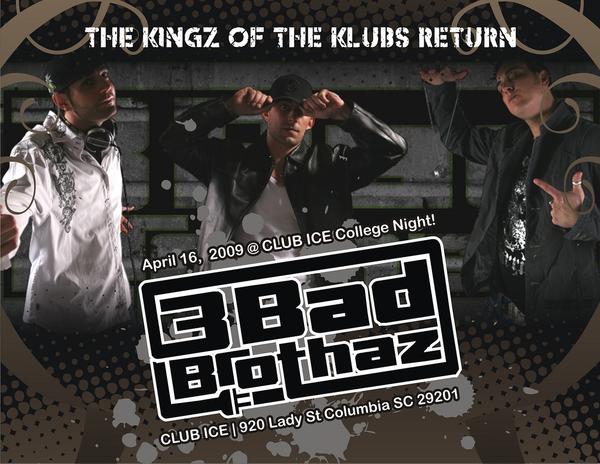 THE KINGZ OF THE KLUBS RETURN
April 16, 2009 @ CLUB ICE College Night!
3 Bad
Brothaz
CLUB ICE | 920 Lady St Columbia SC 29201